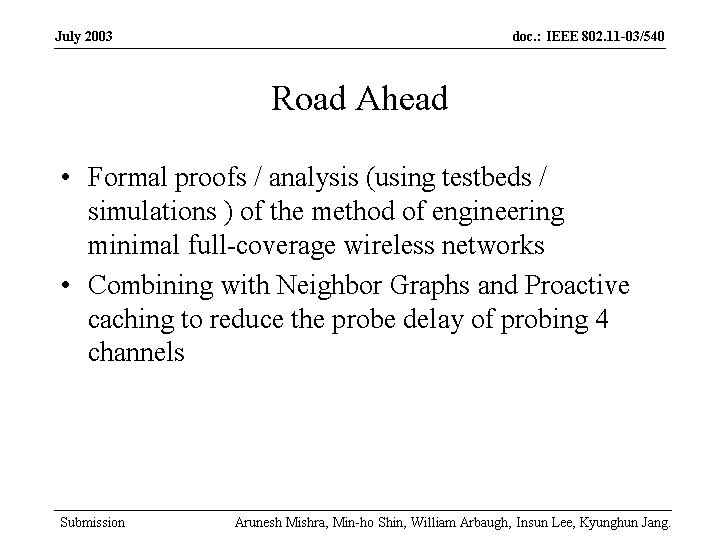 July 2003 doc.: IEEE 802.11-03/540
Road Ahead
• Formal proofs / analysis (using testbeds /
simulations ) of the method of engineering
minimal full-coverage wireless networks
• Combining with Neighbor Graphs and Proactive
caching to reduce the probe delay of probing 4
channels
Submission Arunesh Mishra, Min-ho Shin, William Arbaugh, Insun Lee, Kyunghun Jang.